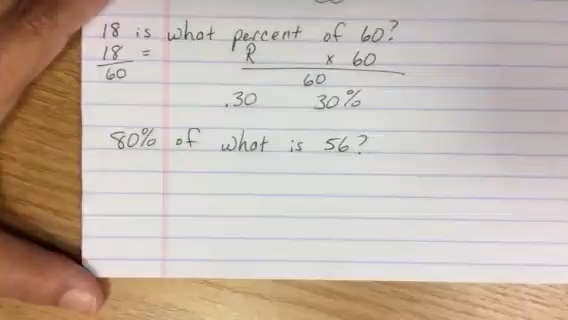 18 is what percent of 60?
18 = R x 60
60 60
.30 30%
80% of what is 56?